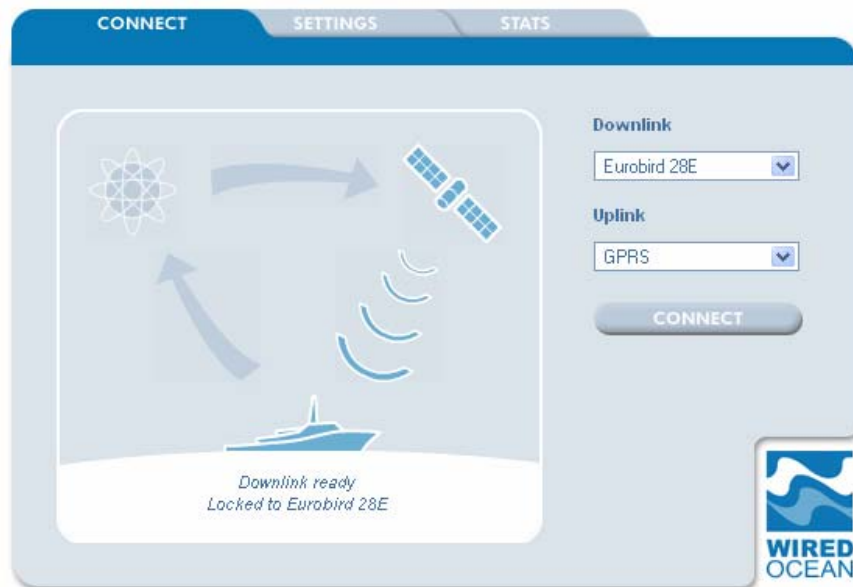 CONNECT
SETTINGS
STATS
Downlink
Eurobird 28E
Uplink
GPRS
CONNECT
Downlink ready
Locked to Eurobird 28E
WIRED
OCEAN